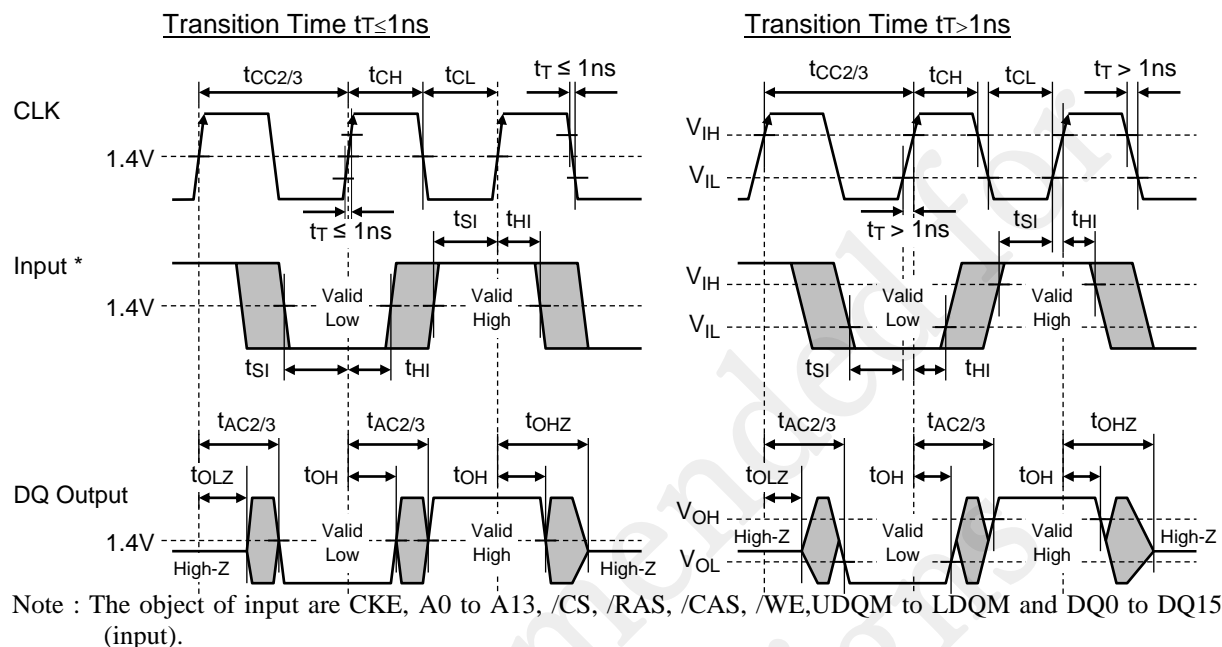 Transition Time tT≤1ns
Transition Time tT>1ns
tCC2/3 tCH tCL tT ≤ 1ns
tCC2/3 tCH tCL tT > 1ns
CLK
1.4V
VIH
VIL
tT ≤ 1ns tSI tHI
tT > 1ns tSI tHI
Input *
1.4V
Valid Low
Valid High
VIH
VIL
Valid Low
Valid High
tSI tHI
tSI tHI
tAC2/3 tAC2/3 tOHZ
tAC2/3 tAC2/3 tOHZ
tOLZ tOH tOH
tOLZ tOH tOH
DQ Output
1.4V
High-Z
Valid Low
Valid High
High-Z
VOH
VOL
High-Z
Valid Low
Valid High
High-Z
Note : The object of input are CKE, A0 to A13, /CS, /RAS, /CAS, /WE,UDQM to LDQM and DQ0 to DQ15
(input).